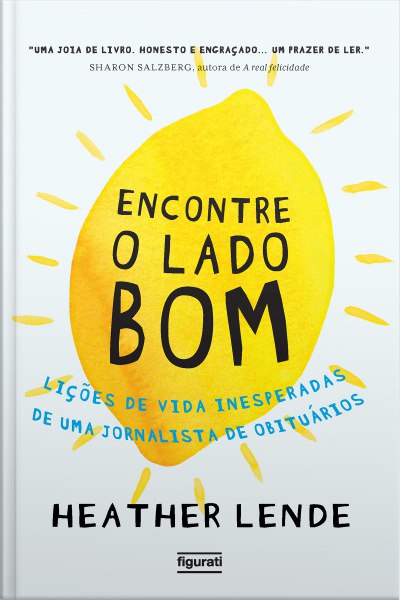 "UMA JOIA DE LIVRO. HONESTO E ENGRAÇADO... UM PRAZER DE LER."
SHARON SALZBERG, autora de A real felicidade
ENCONTRE
O LADO
BOM
LIÇÕES DE VIDA INESPERADAS
DE UMA JORNALISTA DE OBITUÁRIOS
HEATHER LENDE
figurati